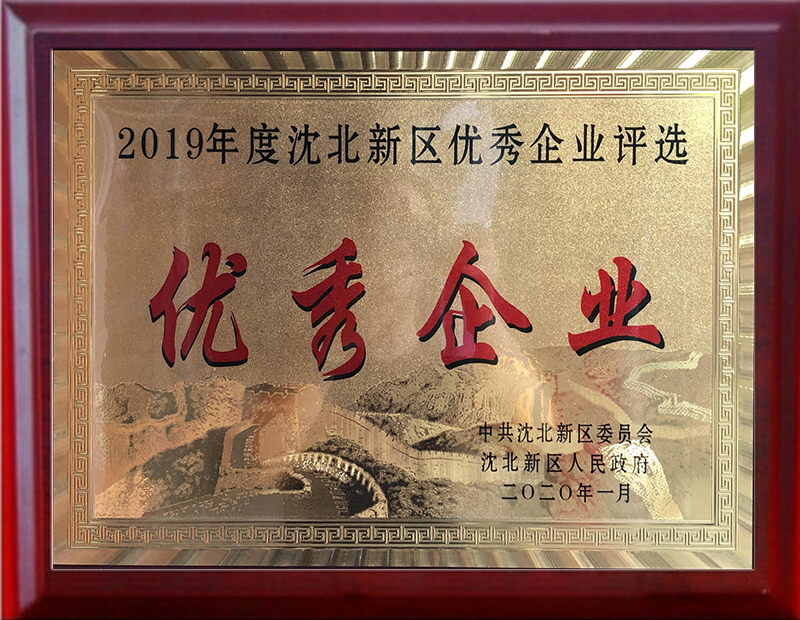 2019年度沈北新区优秀企业评选
优秀企业
中共沈北新区委员会
沈北新区人民政府
二〇二〇年一月